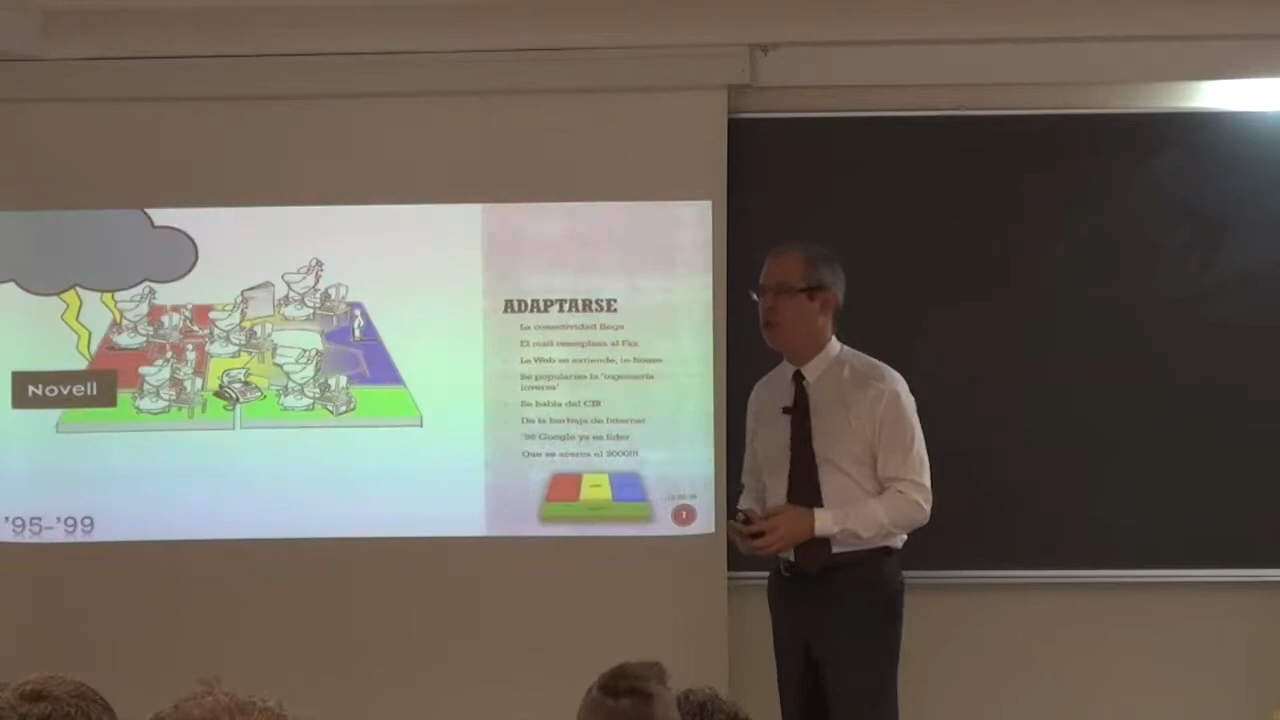 Novell
'95-'99
ADAPTARSE
La conectividad llega
El mail reemplaza al Fax
La Web se extiende, in-house
Se populariza la 'ingeniería
inversa'
Se habla del CIR
De la burbuja de Internet
'98 Google ya es líder
Que se acerca el 2000!!!
7